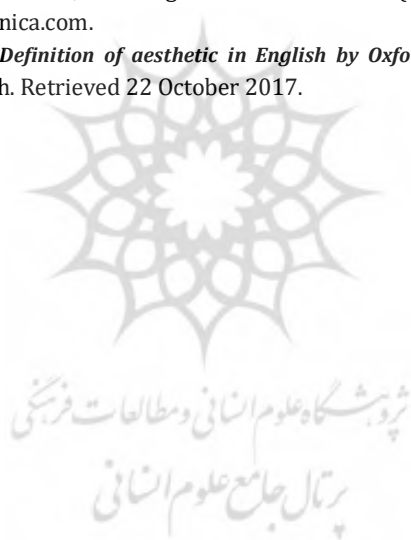 nica.com.
Definition of aesthetic in English by Oxfo
h. Retrieved 22 October 2017.
پژوهشگاه علوم انسانی و مطالعات فرهنگی
پرتال جامع علوم انسانی